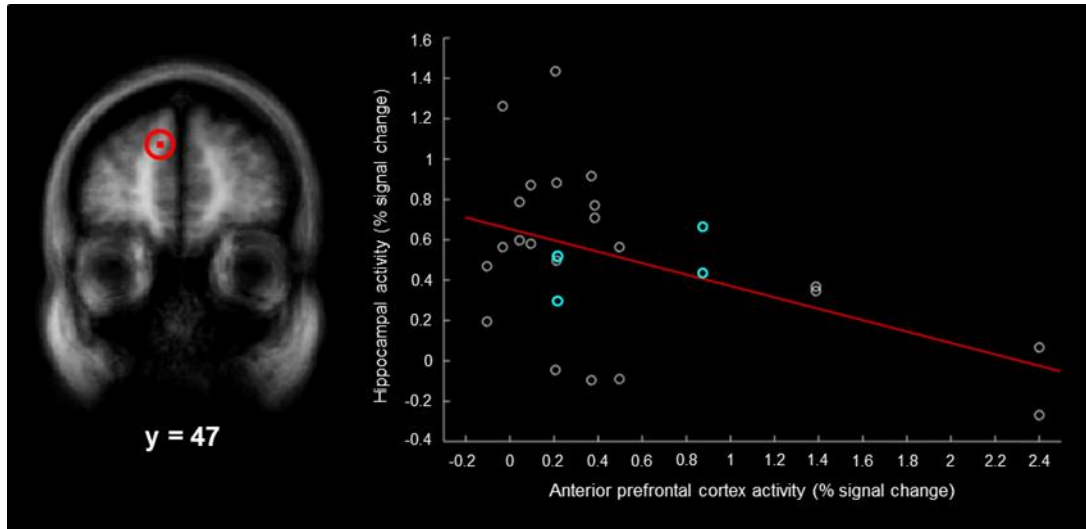 y = 47
Hippocampal activity (% signal change)
1.6
1.4
1.2
1
0.8
0.6
0.4
0.2
0
-0.2
-0.4
-0.2 0 0.2 0.4 0.6 0.8 1 1.2 1.4 1.6 1.8 2 2.2 2.4
Anterior prefrontal cortex activity (% signal change)